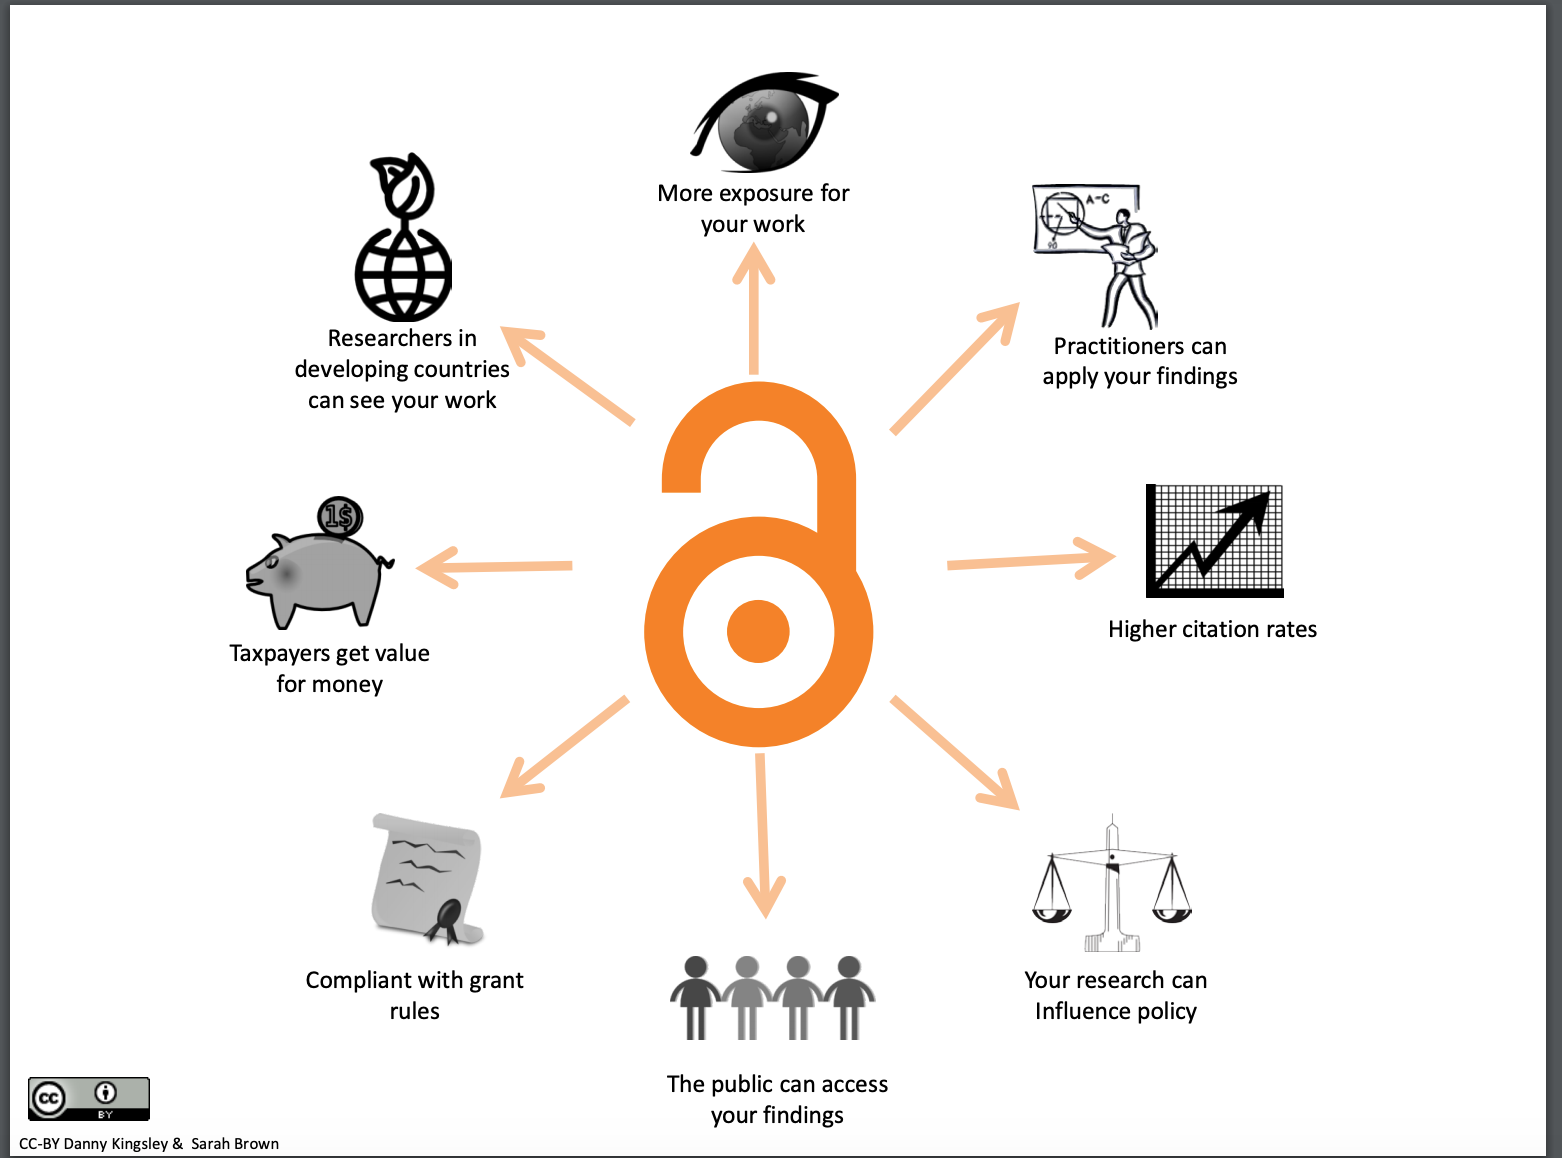 More exposure for
your work
A-C
Practitioners can
apply your findings
Researchers in
developing countries
can see your work
1$
Higher citation rates
Taxpayers get value
for money
Compliant with grant
rules
Your research can
Influence policy
The public can access
your findings
cc
BY
CC-BY Danny Kingsley & Sarah Brown